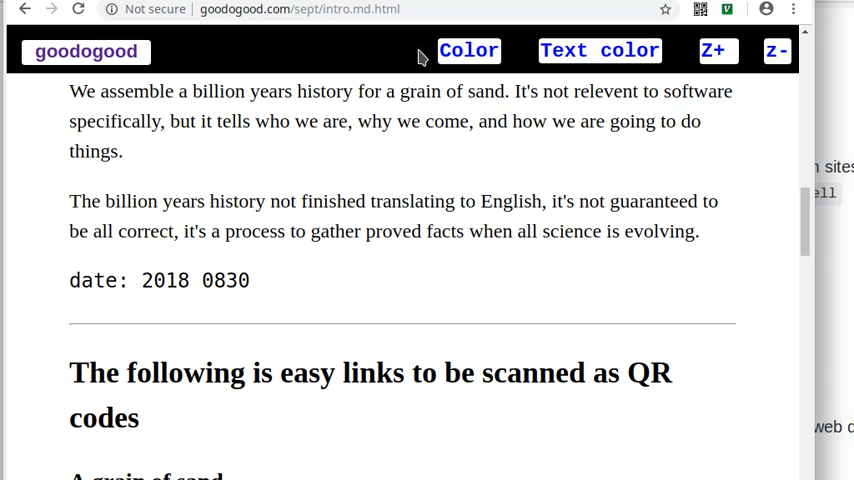 Not secure | goodogood.com/sept/intro.md.html
goodogood Color Text color Z+ z-
We assemble a billion years history for a grain of sand. It's not relevent to software
specifically, but it tells who we are, why we come, and how we are going to do
things.
n sites
ell
The billion years history not finished translating to English, it's not guaranteed to
be all correct, it's a process to gather proved facts when all science is evolving.
date: 2018 0830
The following is easy links to be scanned as QR
codes
web d
A grain of sand